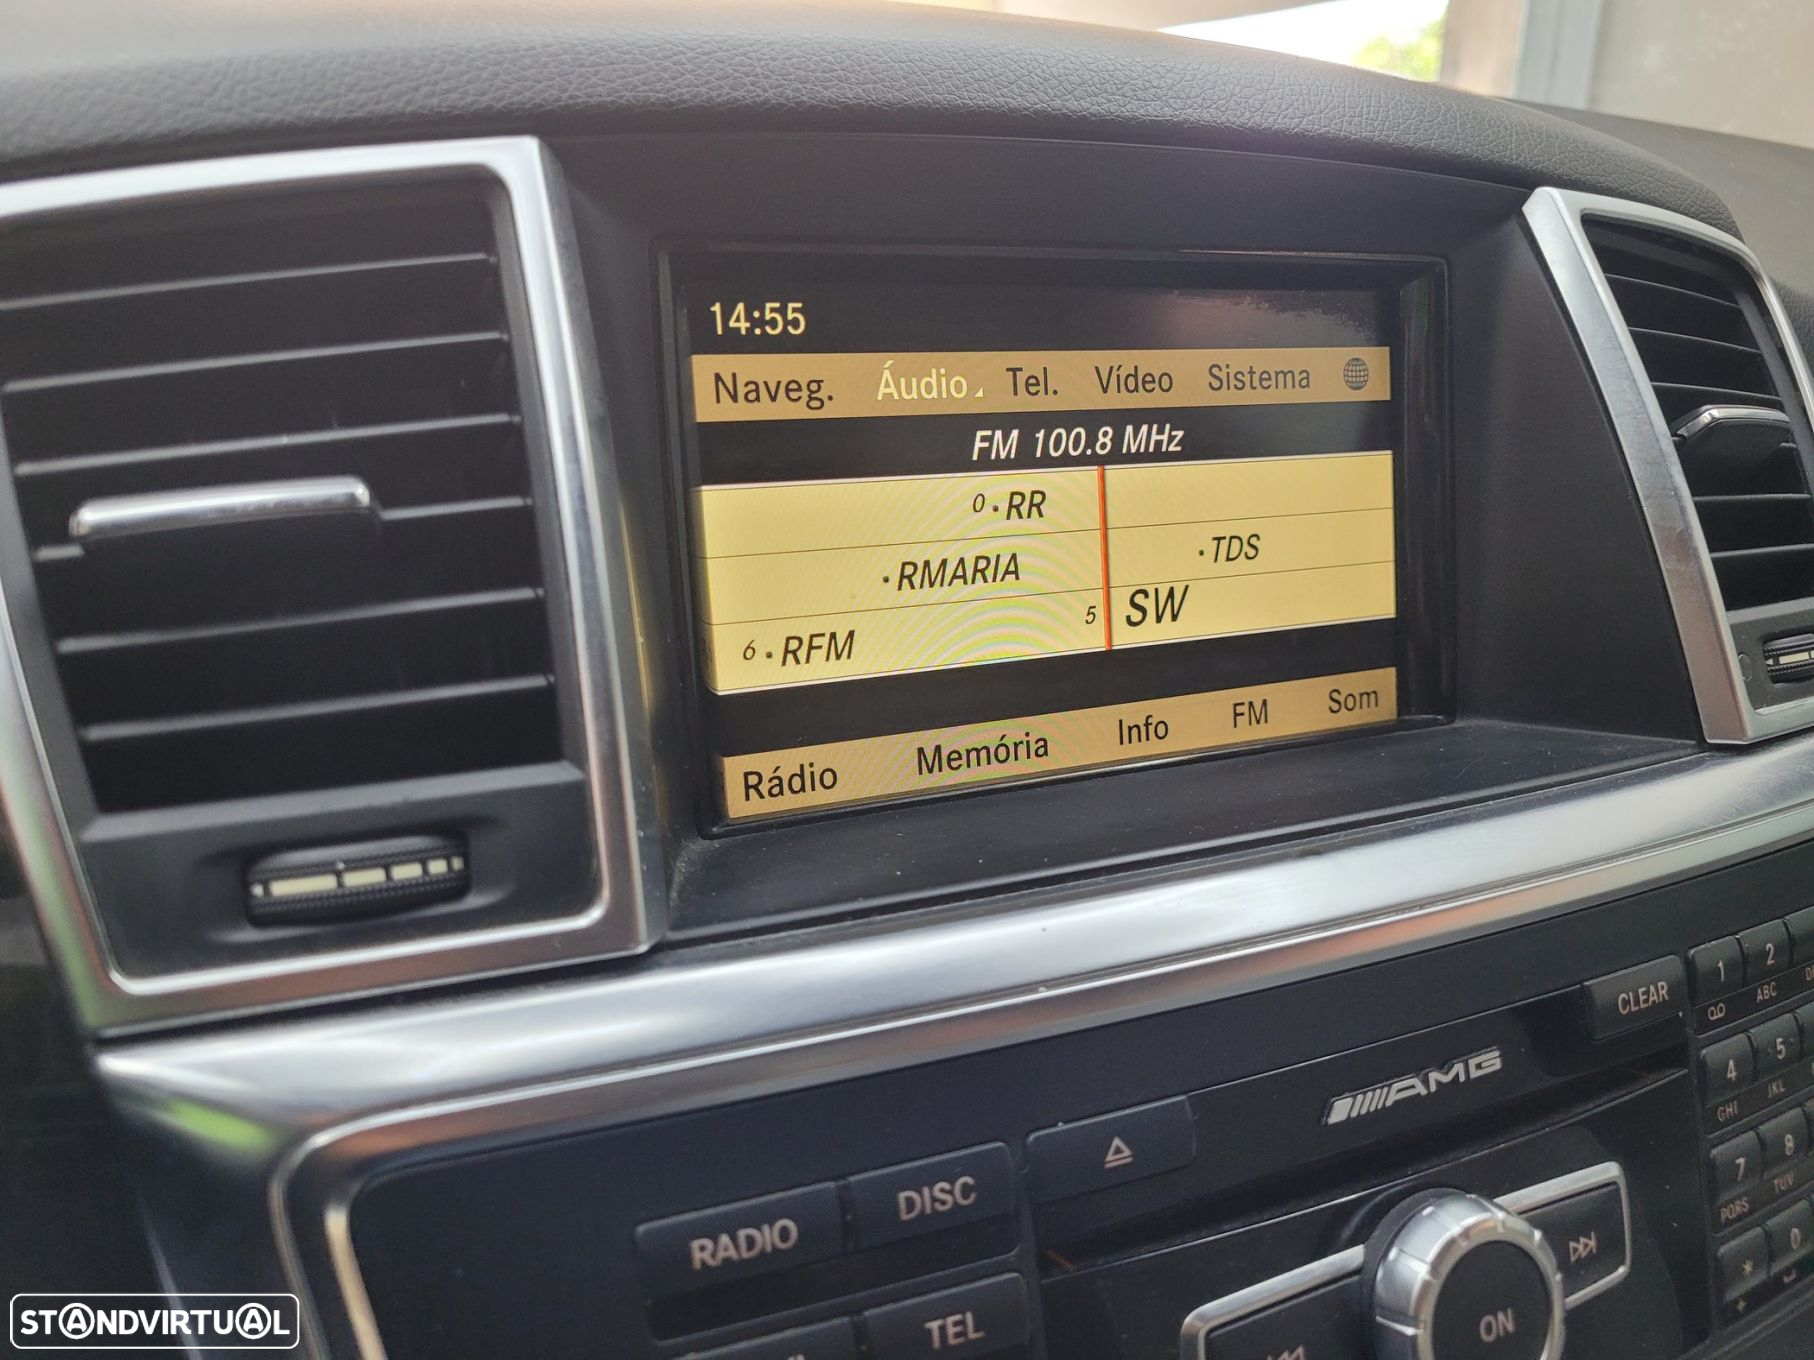 14:55
Naveg. Áudio Tel. Vídeo Sistema
FM 100.8 MHz
0 ·RR
·RMARIA ·TDS
6 ·RFM 5 SW
Rádio Memória Info FM Som
CLEAR
1 2
ABC
4 5
GHI JKL
7 8
PQRS TUV
* 0
AMG
RADIO DISC
TEL
ON
STANDVIRTUAL